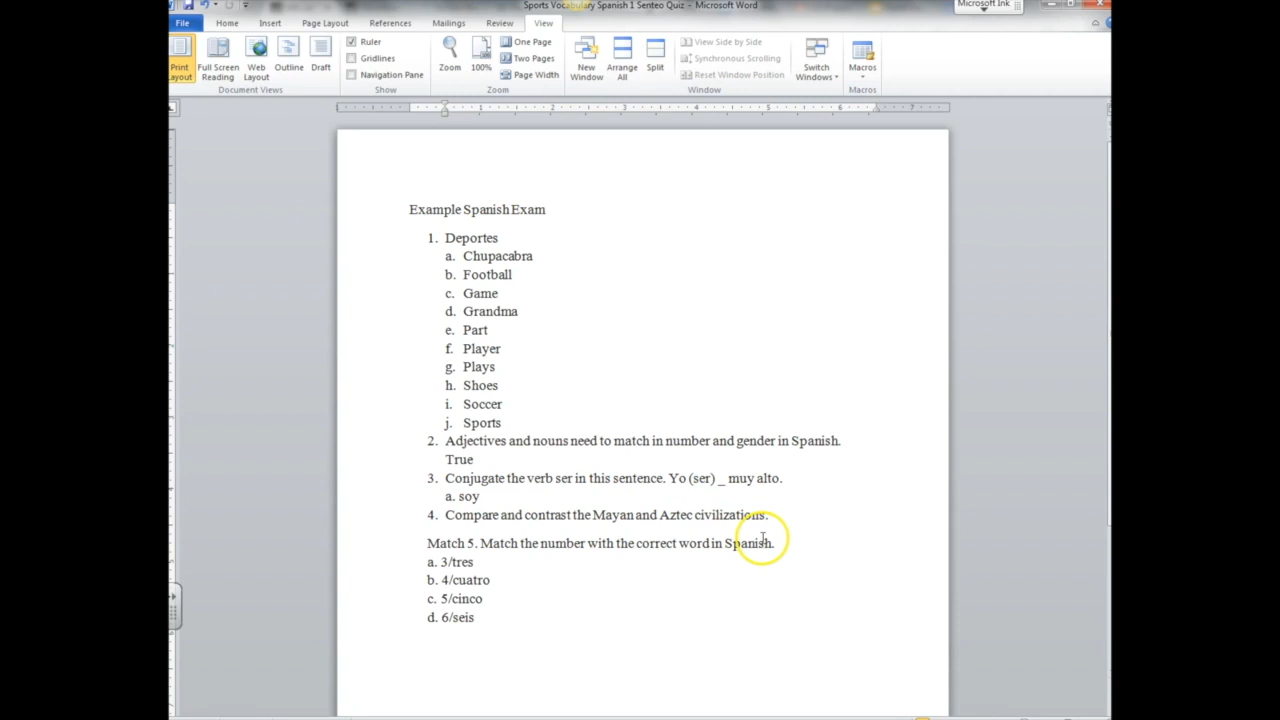 Sports Vocabulary Spanish 1 Senteo Quiz - Microsoft Word
Microsoft Ink
File Home Insert Page Layout References Mailings Review View
Print Layout
Full Screen Reading
Web Layout
Outline
Draft
Document Views
Ruler
Gridlines
Navigation Pane
Show
Zoom
100%
One Page
Two Pages
Page Width
Zoom
New Window
Arrange All
Split
View Side by Side
Synchronous Scrolling
Reset Window Position
Window
Switch Windows
Macros
Macros
1 2 3 4 5 6 7
Example Spanish Exam
1. Deportes
a. Chupacabra
b. Football
c. Game
d. Grandma
e. Part
f. Player
g. Plays
h. Shoes
i. Soccer
j. Sports
2. Adjectives and nouns need to match in number and gender in Spanish.
True
3. Conjugate the verb ser in this sentence. Yo (ser) _ muy alto.
a. soy
4. Compare and contrast the Mayan and Aztec civilizations.
Match 5. Match the number with the correct word in Spanish.
a. 3/tres
b. 4/cuatro
c. 5/cinco
d. 6/seis